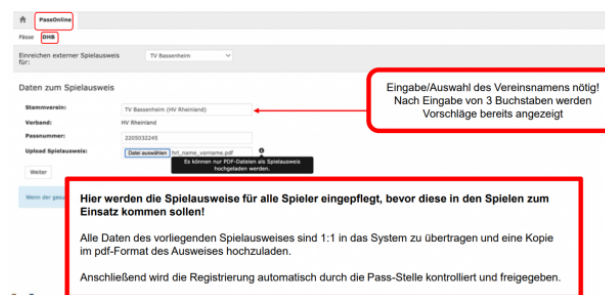 PassOnline
Pässe DHB
Einreichen externer Spielausweis für: TV Bassenheim
Daten zum Spielausweis
Stammverein: TV Bassenheim (HV Rheinland)
Verband: HV Rheinland
Passnummer: 2205032245
Upload Spielausweis: Datei auswählen hrl_name_vorname.pdf
Es können nur PDF-Dateien als Spielausweis
hochgeladen werden.
Weiter
Wenn der gesu
Eingabe/Auswahl des Vereinsnamens nötig!
Nach Eingabe von 3 Buchstaben werden
Vorschläge bereits angezeigt
Hier werden die Spielausweise für alle Spieler eingepflegt, bevor diese in den Spielen zum
Einsatz kommen sollen!
Alle Daten des vorliegenden Spielausweises sind 1:1 in das System zu übertragen und eine Kopie
im pdf-Format des Ausweises hochzuladen.
Anschließend wird die Registrierung automatisch durch die Pass-Stelle kontrolliert und freigegeben.